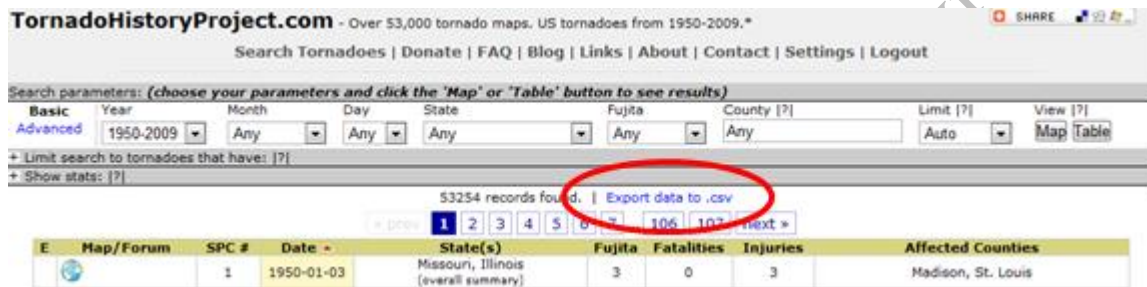 TornadoHistoryProject.com - Over 53,000 tornado maps. US tornadoes from 1950-2009.*
SHARE
Search Tornadoes | Donate | FAQ | Blog | Links | About | Contact | Settings | Logout
Search parameters: (choose your parameters and click the 'Map' or 'Table' button to see results)
Basic Year Month Day State Fujita County [?] Limit [?] View [?]
Advanced 1950-2009 Any Any Any Any Any Auto Map Table
+ Limit search to tornadoes that have: [?]
+ Show stats: [?]
53254 records found. | Export data to .csv
« prev 1 2 3 4 5 6 7 ... 106 107 next »
E Map/Forum SPC # Date State(s) Fujita Fatalities Injuries Affected Counties
1 1950-01-03 Missouri, Illinois 3 0 3 Madison, St. Louis
(overall summary)